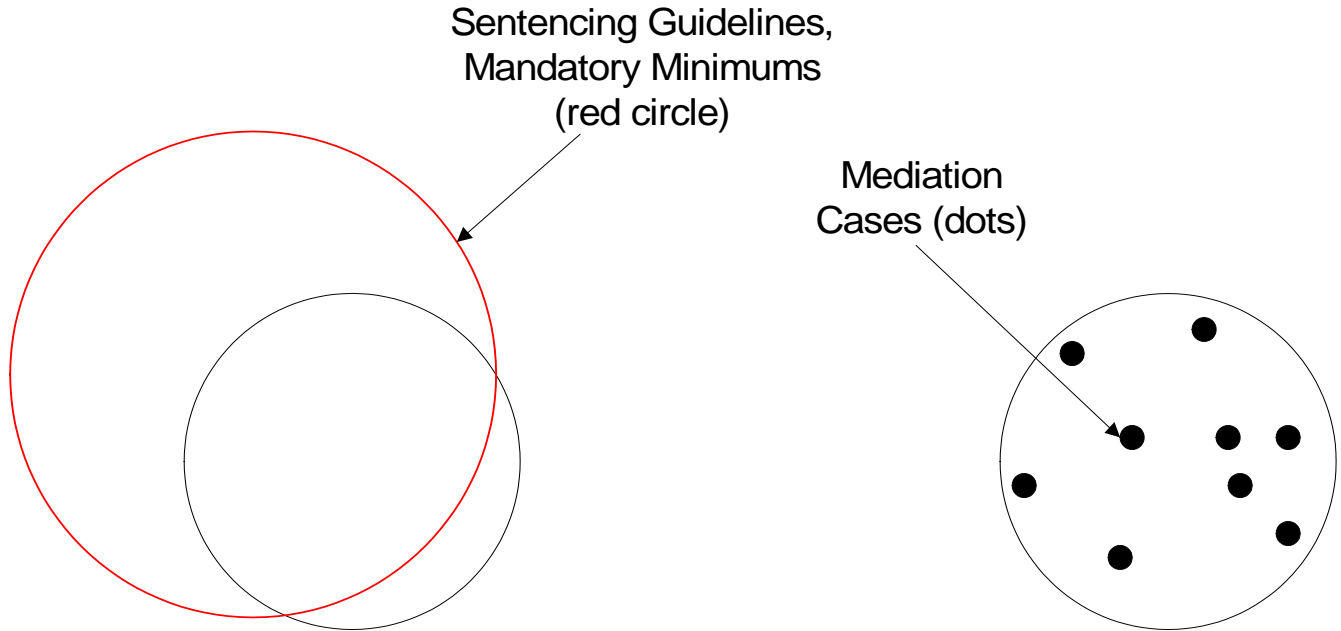 Sentencing Guidelines,
Mandatory Minimums
(red circle)
Mediation
Cases (dots)